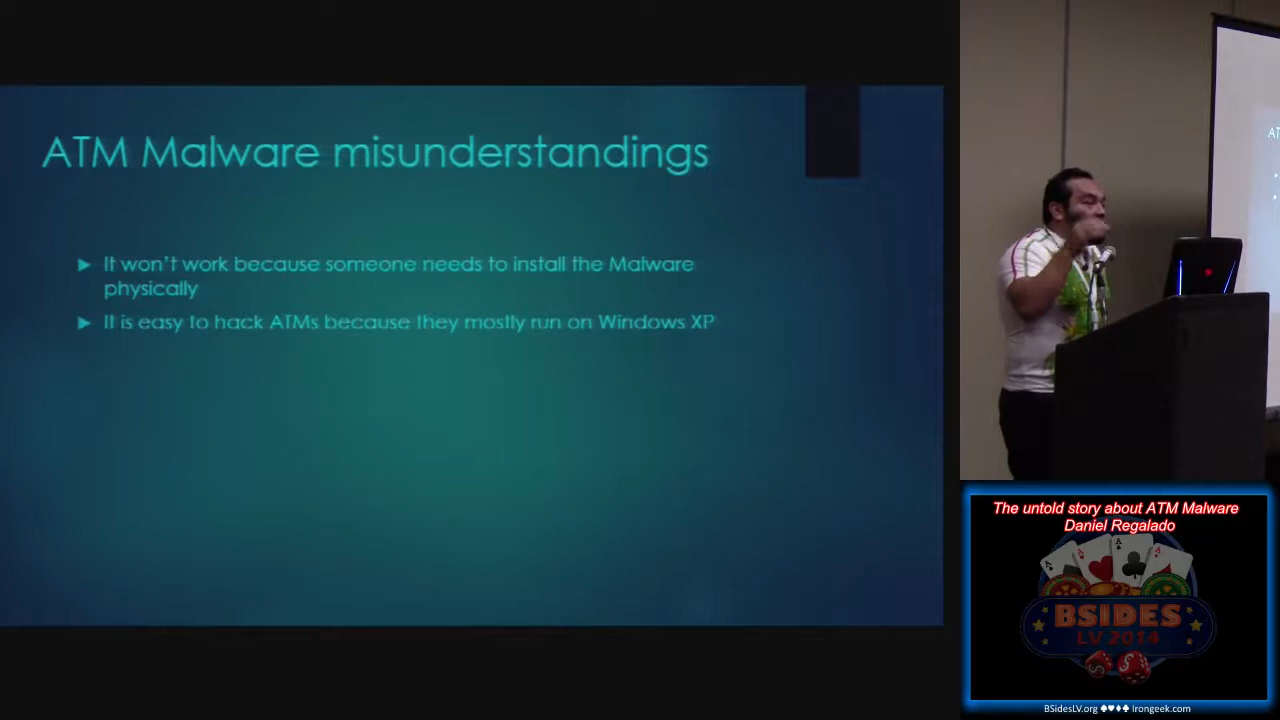 ATM Malware misunderstandings
It won't work because someone needs to install the Malware
physically
It is easy to hack ATMs because they mostly run on Windows XP
AT
The untold story about ATM Malware
Daniel Regalado
A
A
A
A
BSIDES
LV 2014
S
S
BSidesLV.org ♠♥♦♣ Irongeek.com